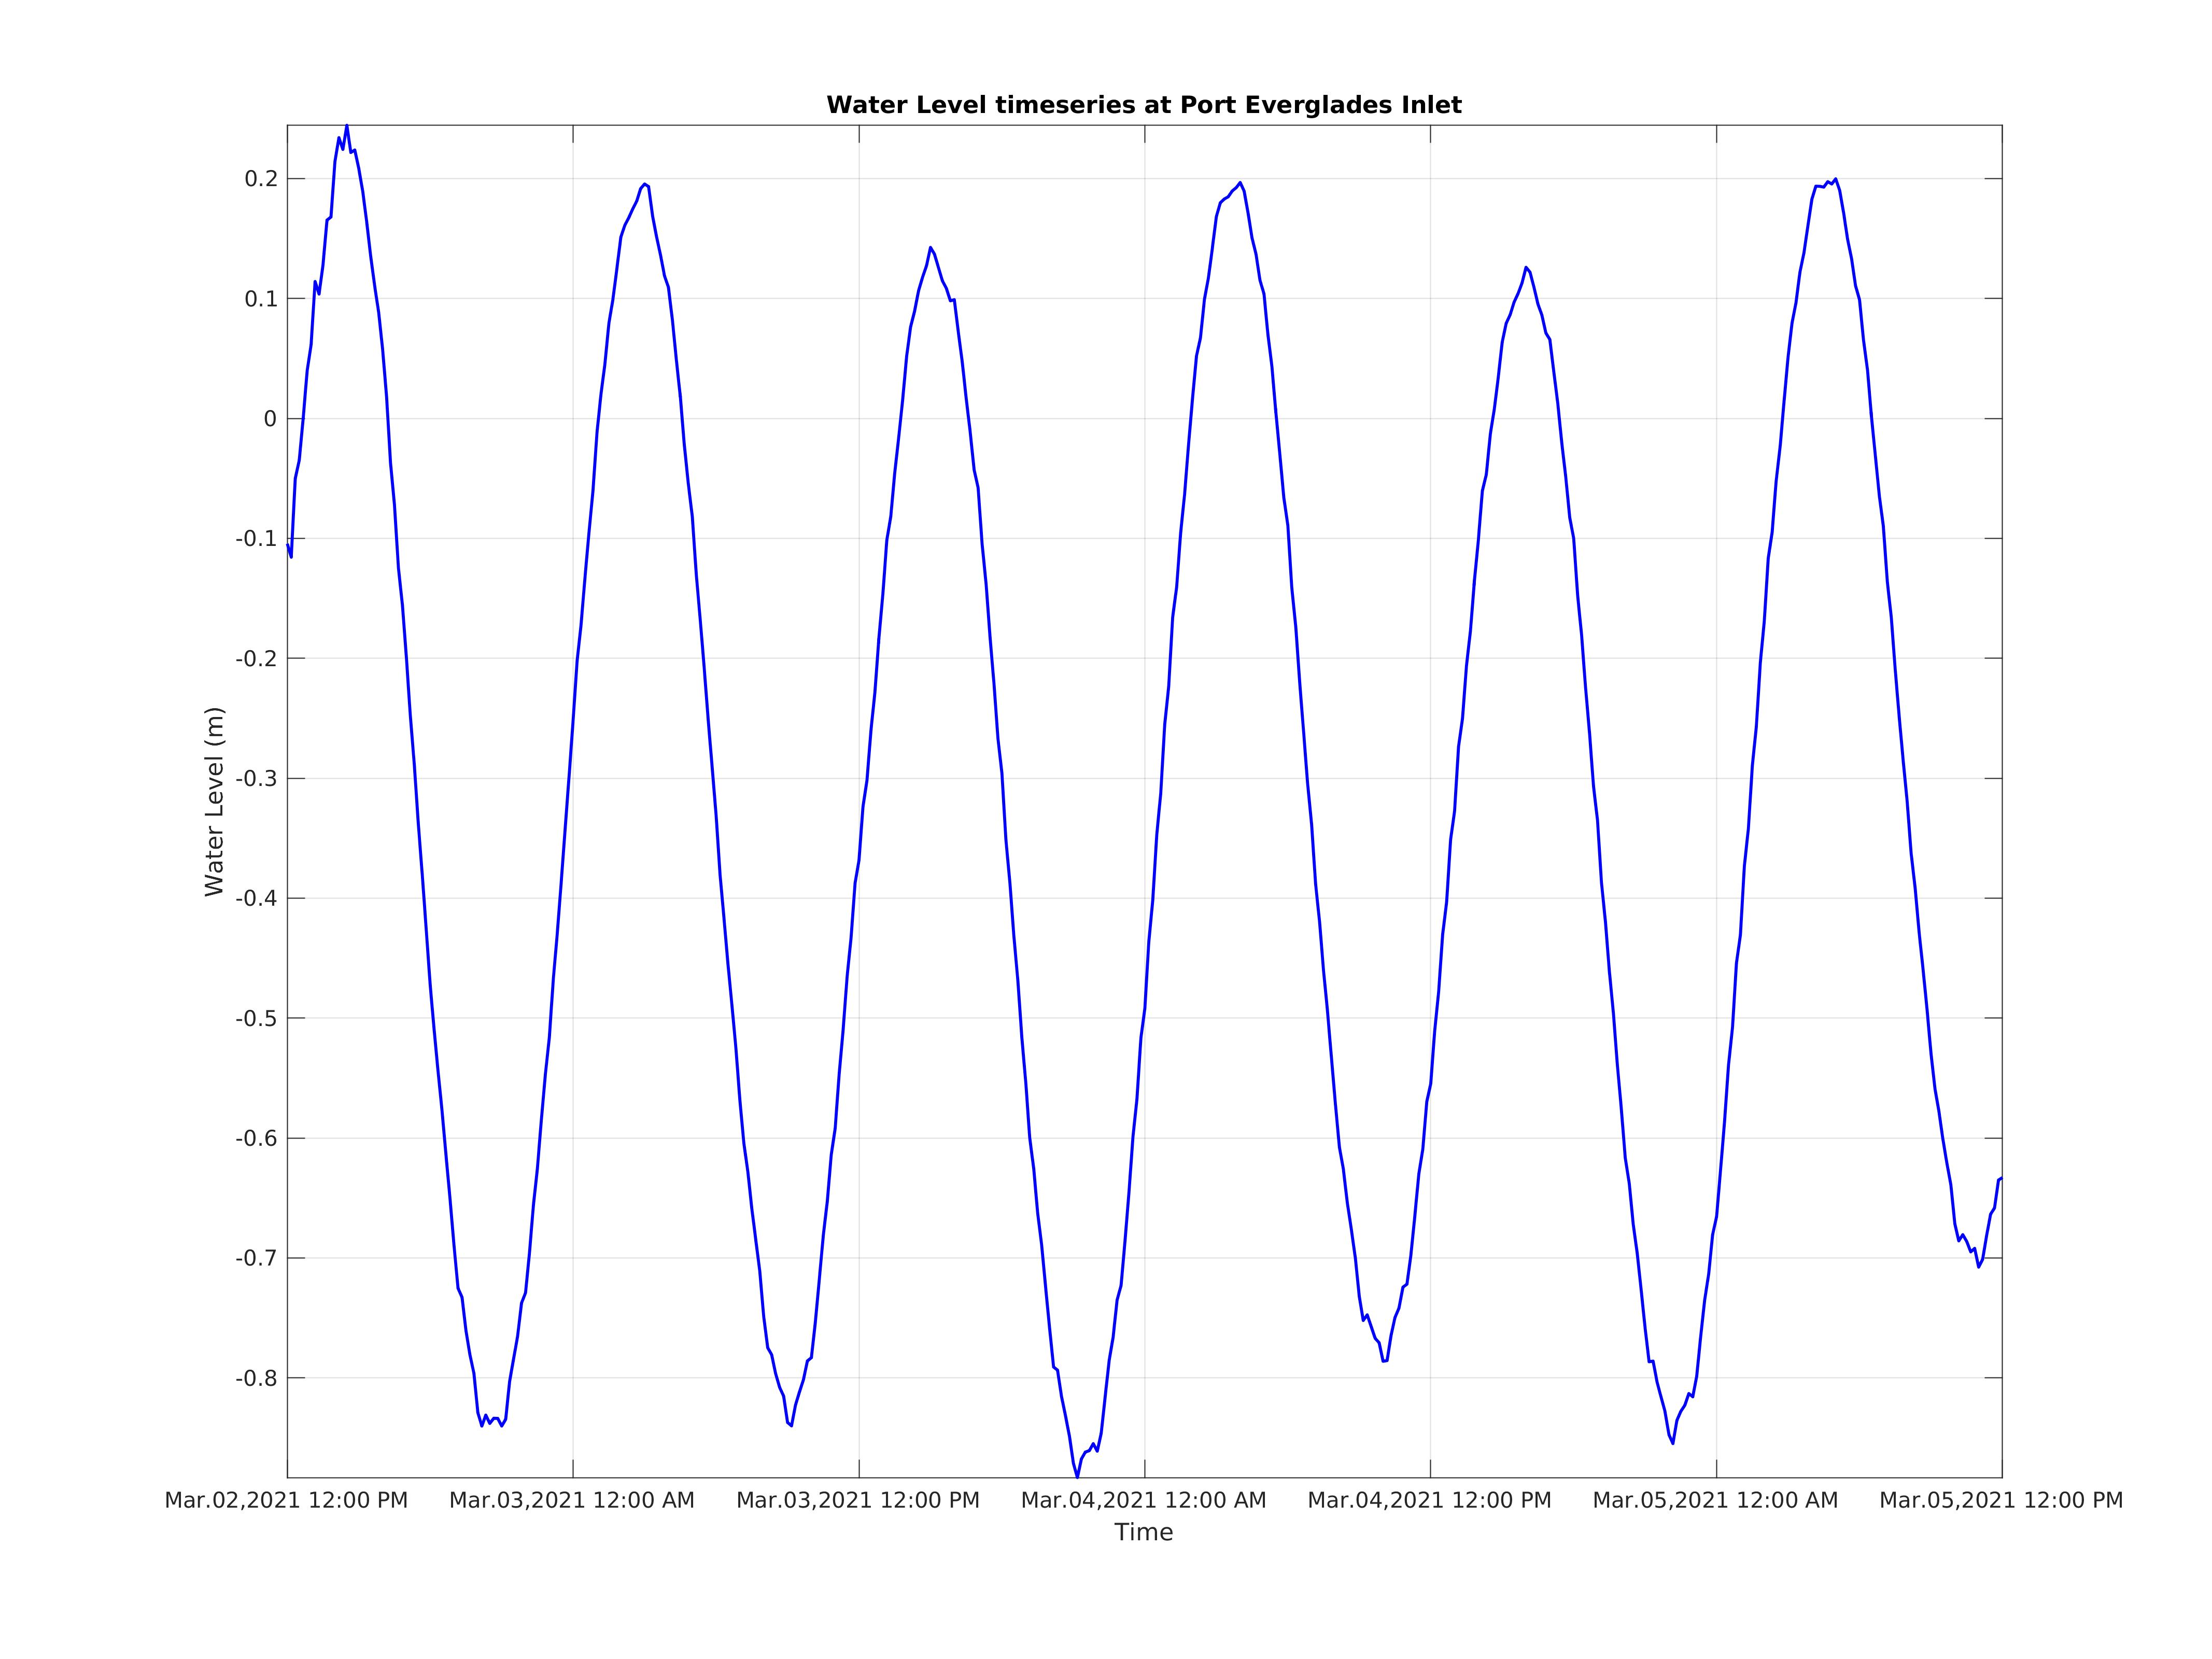 Water Level timeseries at Port Everglades Inlet
0.2
0.1
0
-0.1
-0.2
-0.3
-0.4
-0.5
-0.6
-0.7
-0.8
Water Level (m)
Mar.02,2021 12:00 PM
Mar.03,2021 12:00 AM
Mar.03,2021 12:00 PM
Mar.04,2021 12:00 AM
Mar.04,2021 12:00 PM
Mar.05,2021 12:00 AM
Mar.05,2021 12:00 PM
Time